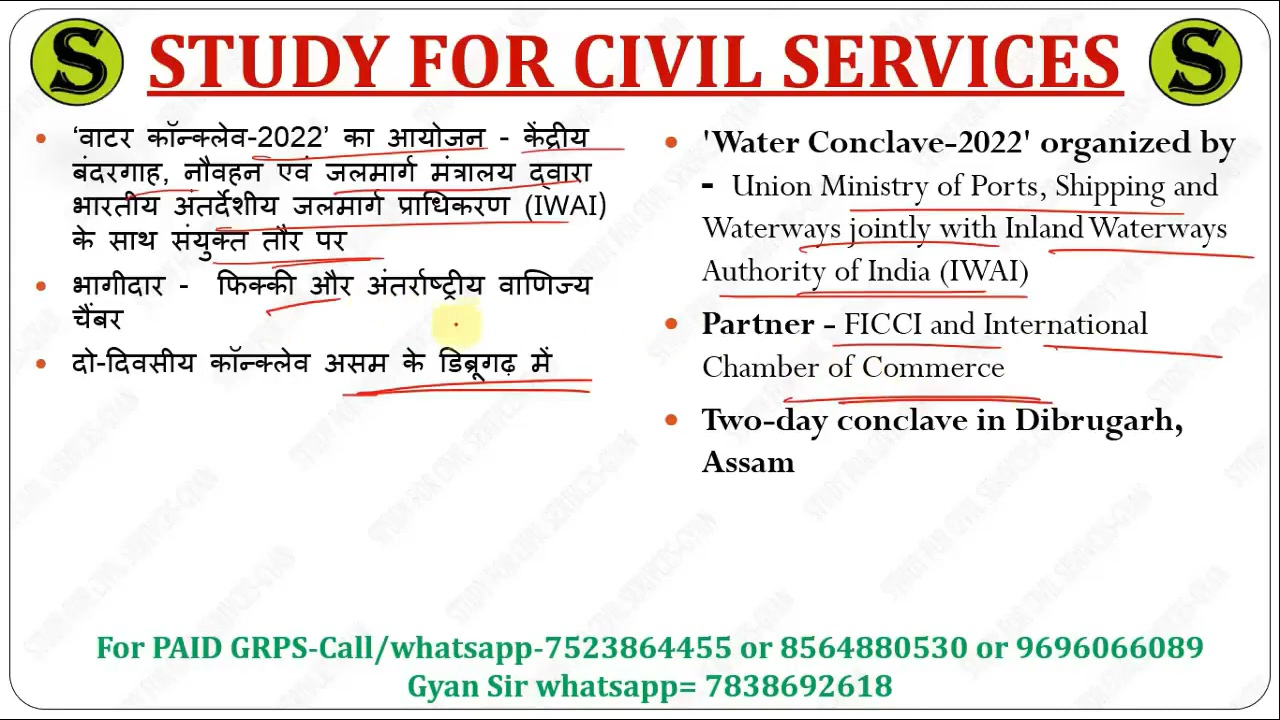 S STUDY FOR CIVIL SERVICES S
• 'वाटर कॉन्क्लेव-2022' का आयोजन - केंद्रीय
बंदरगाह, नौवहन एवं जलमार्ग मंत्रालय द्वारा
भारतीय अंतर्देशीय जलमार्ग प्राधिकरण (IWAI)
के साथ संयुक्त तौर पर
• भागीदार - फिक्की और अंतर्राष्ट्रीय वाणिज्य
चैंबर
• दो-दिवसीय कॉन्क्लेव असम के डिब्रूगढ़ में
• 'Water Conclave-2022' organized by
- Union Ministry of Ports, Shipping and
Waterways jointly with Inland Waterways
Authority of India (IWAI)
• Partner - FICCI and International
Chamber of Commerce
• Two-day conclave in Dibrugarh,
Assam
For PAID GRPS-Call/whatsapp-7523864455 or 8564880530 or 9696066089
Gyan Sir whatsapp= 7838692618